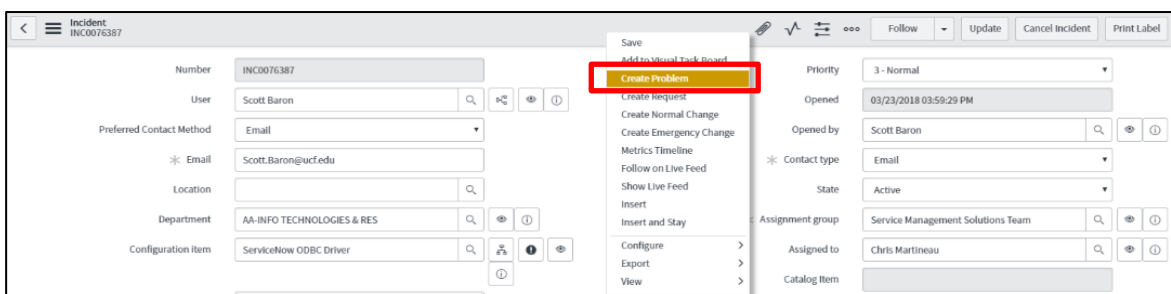 Incident
INC0076387
Follow
Update
Cancel Incident
Print Label
Number
INC0076387
User
Scott Baron
Preferred Contact Method
Email
Email
Scott.Baron@ucf.edu
Location
Department
AA-INFO TECHNOLOGIES & RES
Configuration item
ServiceNow ODBC Driver
Save
Add to Visual Task Board
Create Problem
Create Request
Create Normal Change
Create Emergency Change
Metrics Timeline
Follow on Live Feed
Show Live Feed
Insert
Insert and Stay
Configure >
Export >
View >
Priority
3 - Normal
Opened
03/23/2018 03:59:29 PM
Opened by
Scott Baron
Contact type
Email
State
Active
Assignment group
Service Management Solutions Team
Assigned to
Chris Martineau
Catalog Item